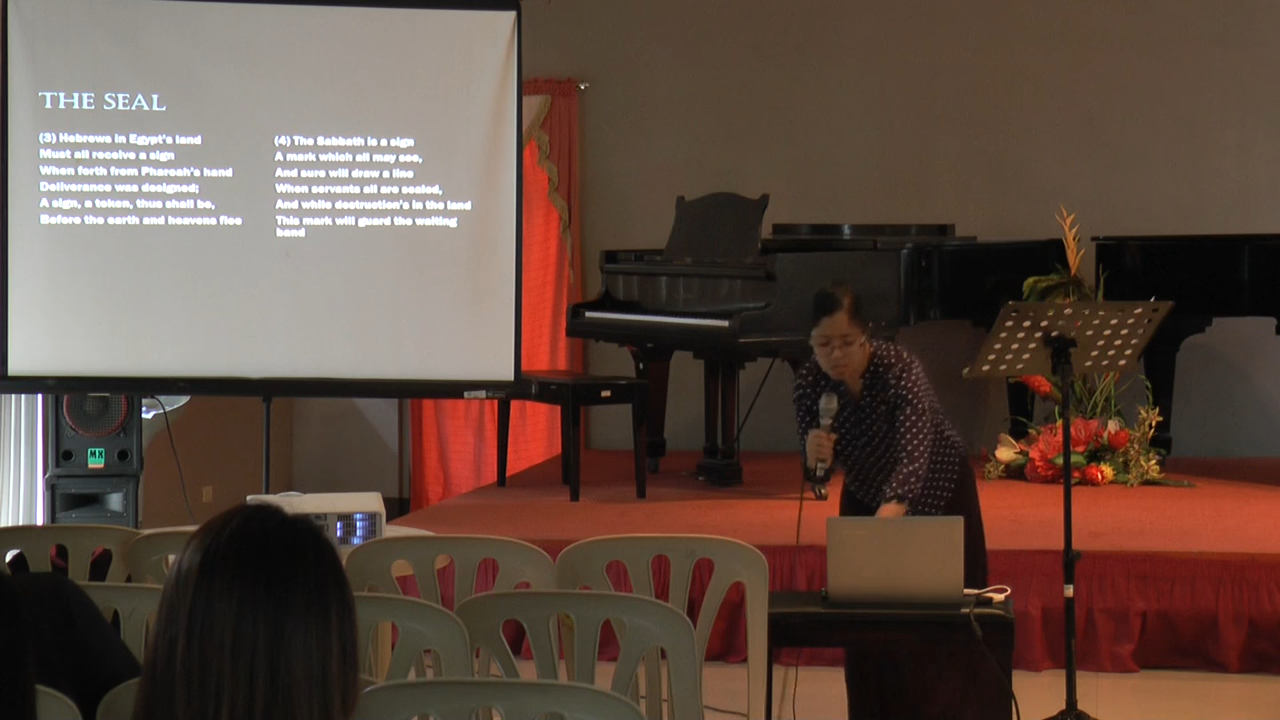 THE SEAL
(3) Hebrews in Egypt's land
Must all receive a sign
When forth from Pharoah's hand
Deliverance was designed;
A sign, a token, thus shall be,
Before the earth and heavens flee
(4) The Sabbath is a sign
A mark which all may see,
And sure will draw a line
When servants all are sealed,
And while destruction's in the land
This mark will guard the waiting
band
MX